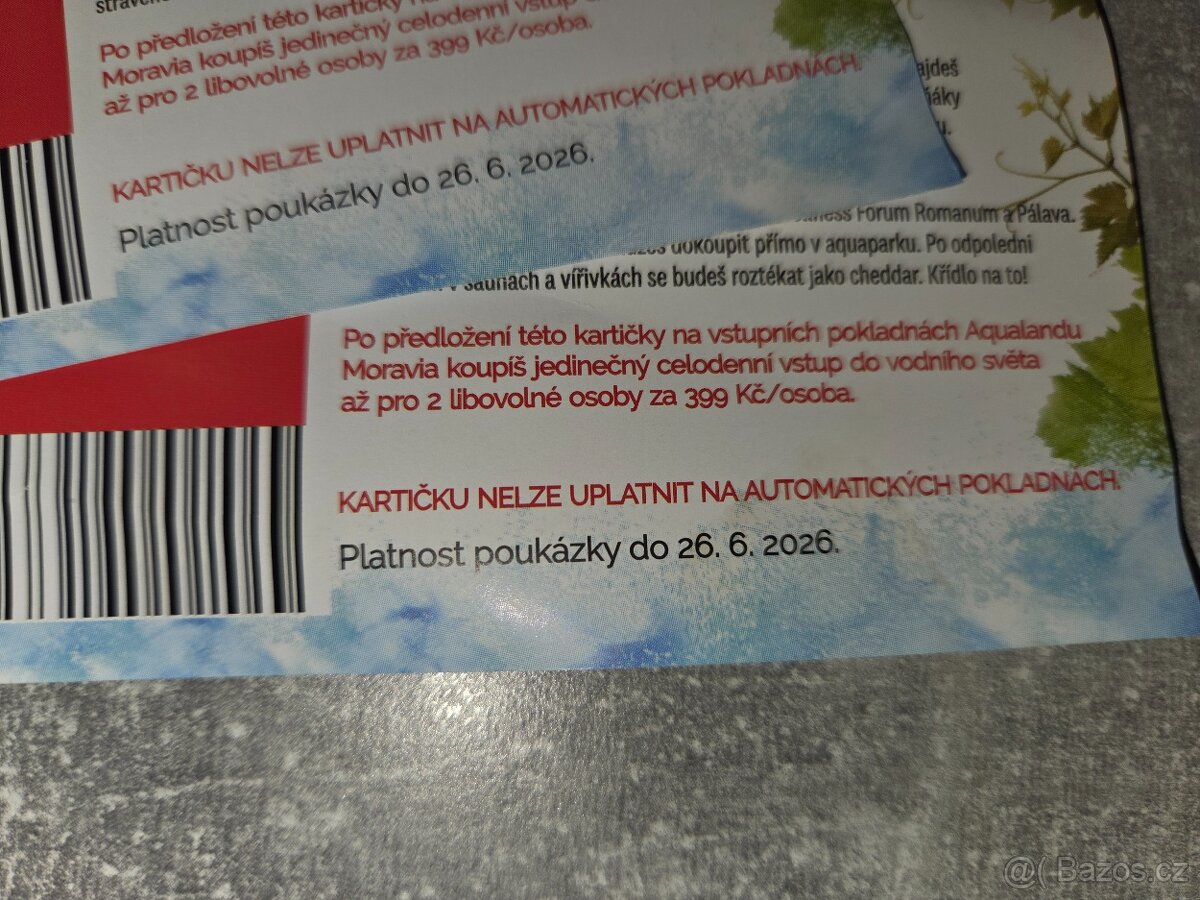 Po předložení této kartičky na
Moravia koupíš jedinečný celodenní vstup
až pro 2 libovolné osoby za 399 Kč/osoba.
KARTIČKU NELZE UPLATNIT NA AUTOMATICKÝCH POKLADNÁCH.
Platnost poukázky do 26. 6. 2026.
Forum Romanum a Pálava.
dokoupit přímo v aquaparku. Po odpolední
v saunách a vířivkách se budeš roztékat jako cheddar. Křídlo na to!
Po předložení této kartičky na vstupních pokladnách Aqualandu
Moravia koupíš jedinečný celodenní vstup do vodního světa
až pro 2 libovolné osoby za 399 Kč/osoba.
KARTIČKU NELZE UPLATNIT NA AUTOMATICKÝCH POKLADNÁCH.
Platnost poukázky do 26. 6. 2026.
@( Bazos.cz